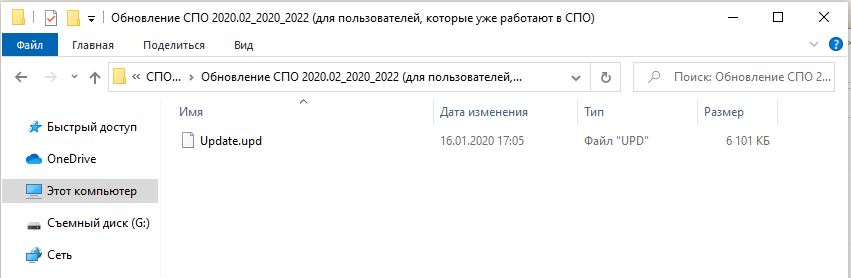 Обновление СПО 2020.02_2020_2022 (для пользователей, которые уже работают в СПО)
Файл Главная Поделиться Вид
СПО... Обновление СПО 2020.02_2020_2022 (для пользователей,... Поиск: Обновление СПО 2...
Имя Дата изменения Тип Размер
Быстрый доступ
Update.upd 16.01.2020 17:05 Файл "UPD" 6 101 КБ
OneDrive
Этот компьютер
Съемный диск (G:)
Сеть